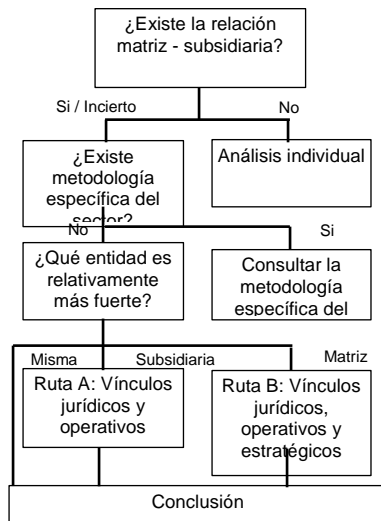 ¿Existe la relación
matriz - subsidiaria?
Si / Incierto
No
¿Existe
metodología
específica del
sector?
Análisis individual
No
Si
¿Qué entidad es
relativamente
más fuerte?
Consultar la
metodología
específica del
Misma
Subsidiaria
Matriz
Ruta A: Vínculos
jurídicos y
operativos
Ruta B: Vínculos
jurídicos,
operativos y
estratégicos
Conclusión